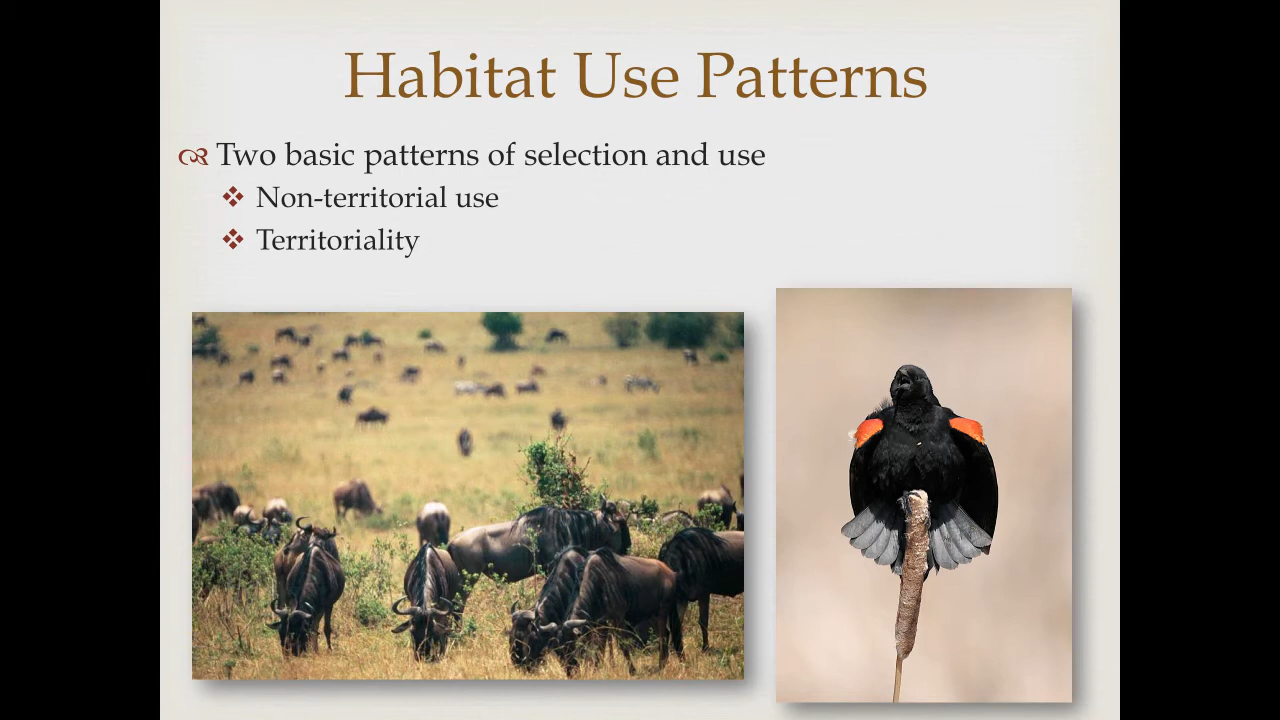 Habitat Use Patterns
Two basic patterns of selection and use
Non-territorial use
Territoriality